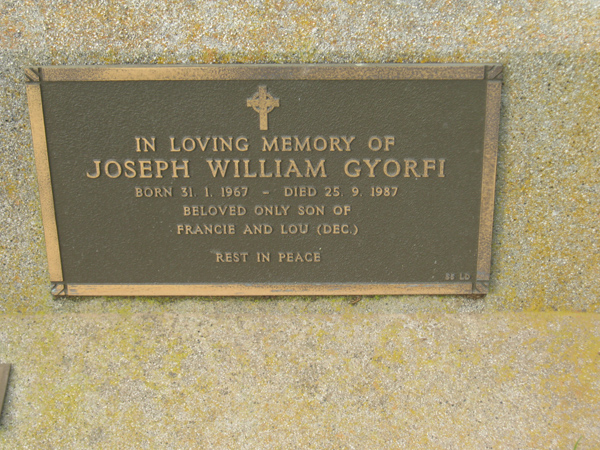 IN LOVING MEMORY OF
JOSEPH WILLIAM GYORFI
BORN 31. 1. 1967 - DIED 25. 9. 1987
BELOVED ONLY SON OF
FRANCIE AND LOU (DEC.)
REST IN PEACE